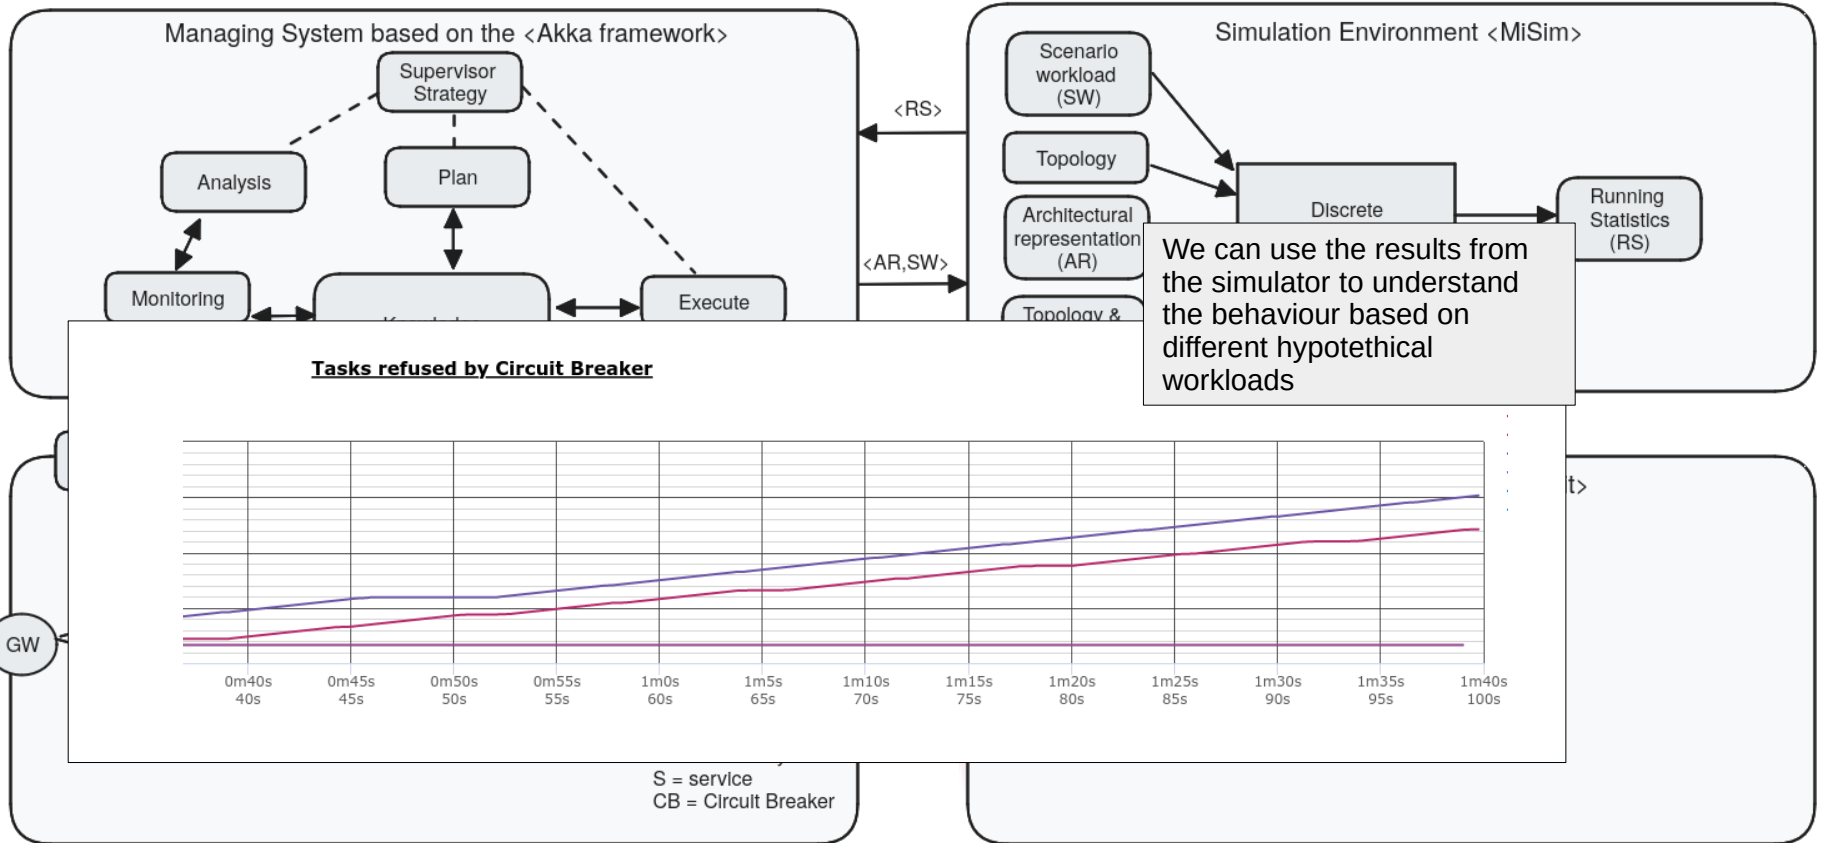 Managing System based on the <Akka framework>
Supervisor
Strategy
Analysis
Plan
Monitoring
Execute
<RS>
<AR,SW>
Simulation Environment <MiSim>
Scenario
workload
(SW)
Topology
Architectural
representation
(AR)
Topology &
Discrete
Running
Statistics
(RS)
We can use the results from
the simulator to understand
the behaviour based on
different hypotethical
workloads
Tasks refused by Circuit Breaker
0m40s 0m45s 0m50s 0m55s 1m0s 1m5s 1m10s 1m15s 1m20s 1m25s 1m30s 1m35s 1m40s
40s 45s 50s 55s 60s 65s 70s 75s 80s 85s 90s 95s 100s
GW
S = service
CB = Circuit Breaker